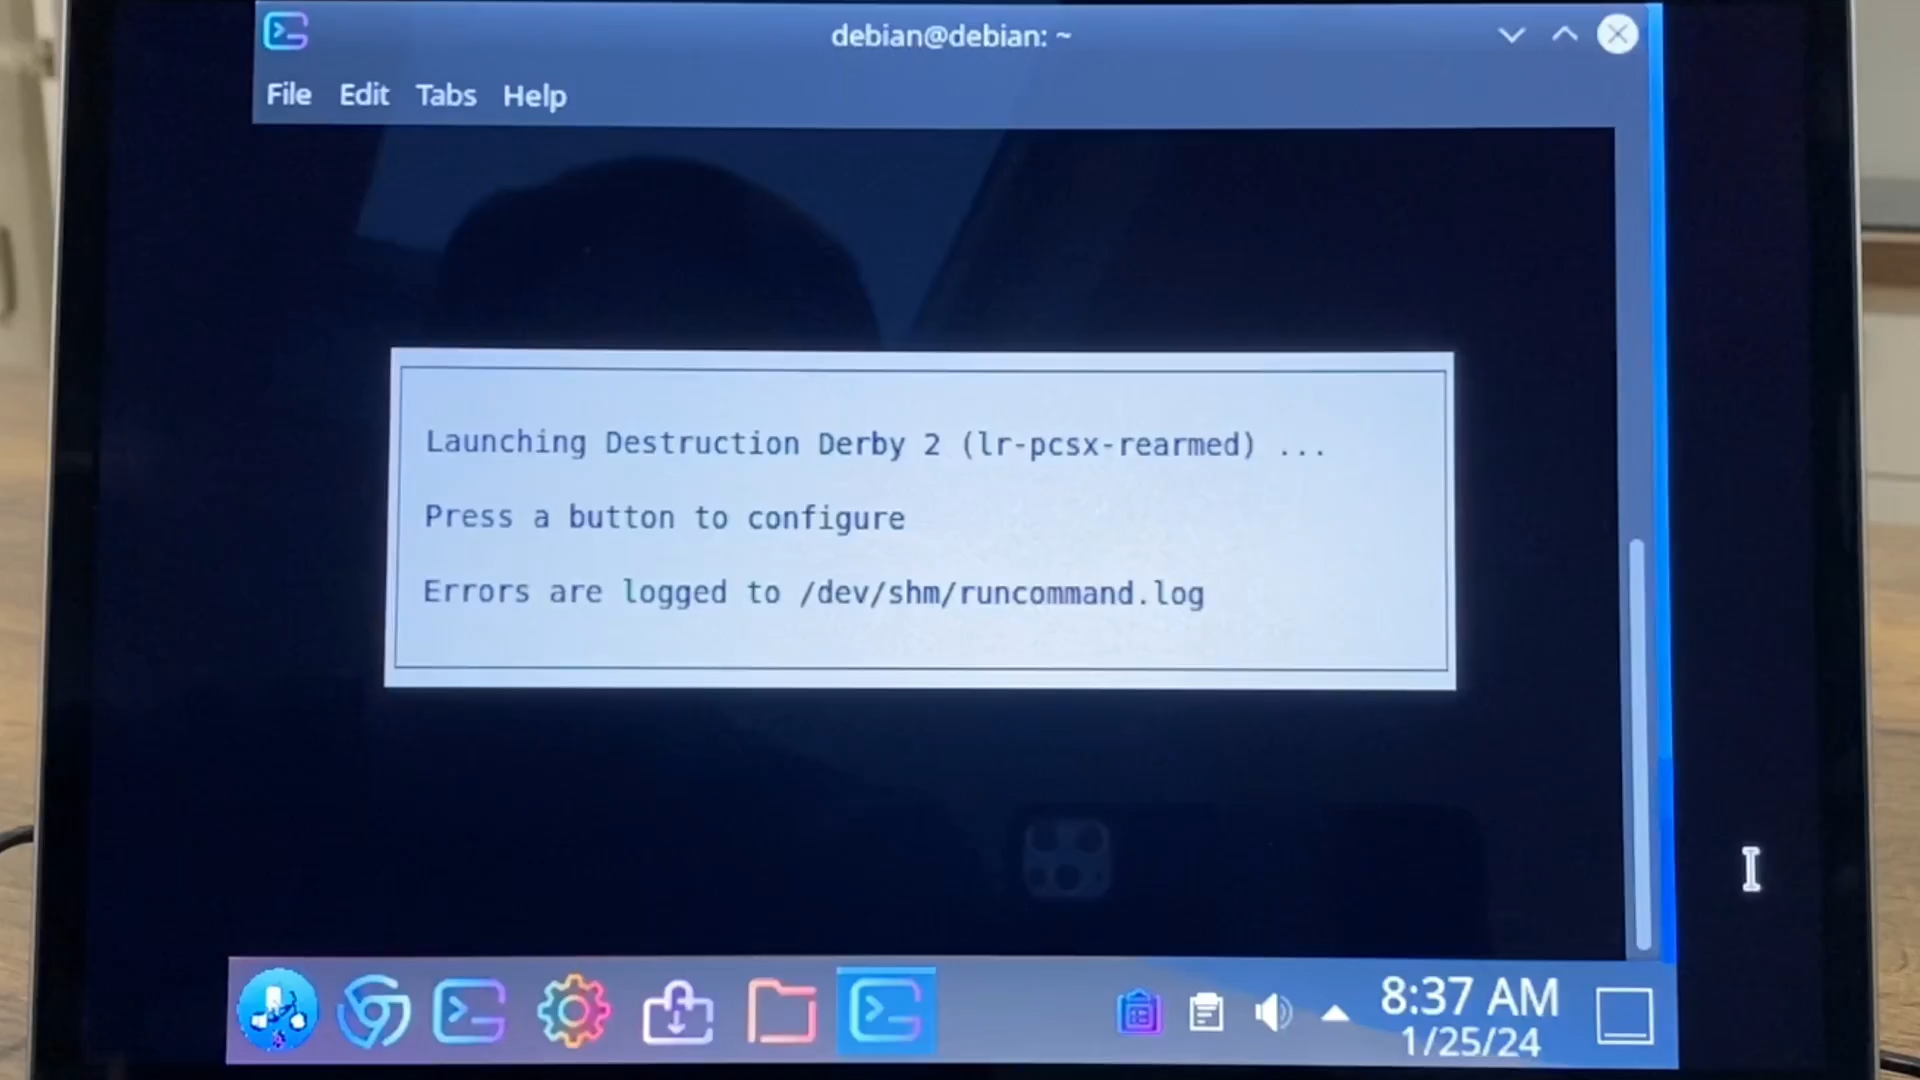 debian@debian: ~
File Edit Tabs Help
Launching Destruction Derby 2 (lr-pcsx-rearmed) ...
Press a button to configure
Errors are logged to /dev/shm/runcommand.log
8:37 AM
1/25/24